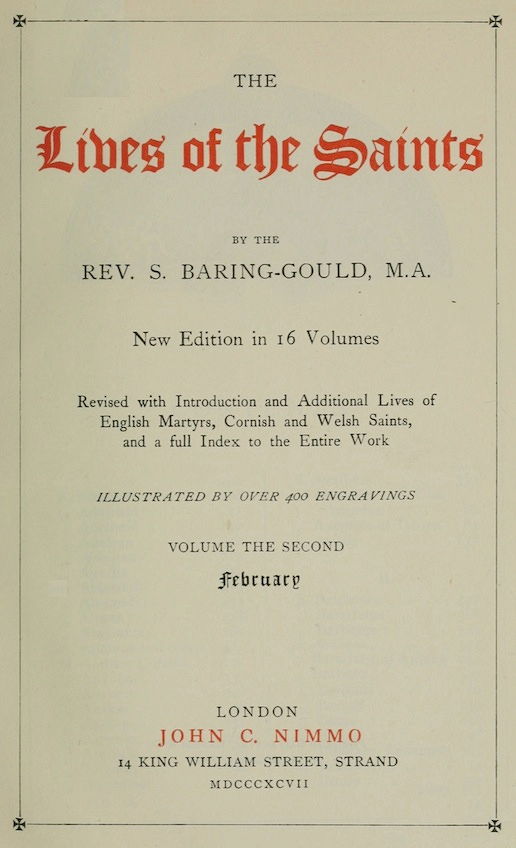 THE
Lives of the Saints
BY THE
REV. S. BARING-GOULD, M.A.
New Edition in 16 Volumes
Revised with Introduction and Additional Lives of
English Martyrs, Cornish and Welsh Saints,
and a full Index to the Entire Work
ILLUSTRATED BY OVER 400 ENGRAVINGS
VOLUME THE SECOND
February
LONDON
JOHN C. NIMMO
14 KING WILLIAM STREET, STRAND
MDCCCXCVII